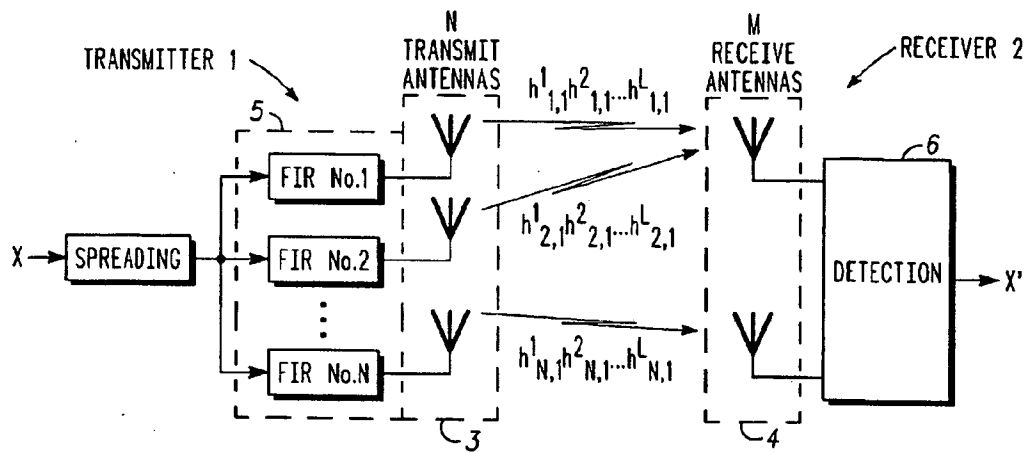 TRANSMITTER 1
N
TRANSMIT
ANTENNAS
M
RECEIVE
ANTENNAS
RECEIVER 2
5
h¹₁,₁h²₁,₁...hᴸ₁,₁
6
FIR No.1
h¹₂,₁h²₂,₁...hᴸ₂,₁
X
SPREADING
FIR No.2
DETECTION
X'
FIR No.N
h¹N,₁h²N,₁...hᴸN,₁
3
4